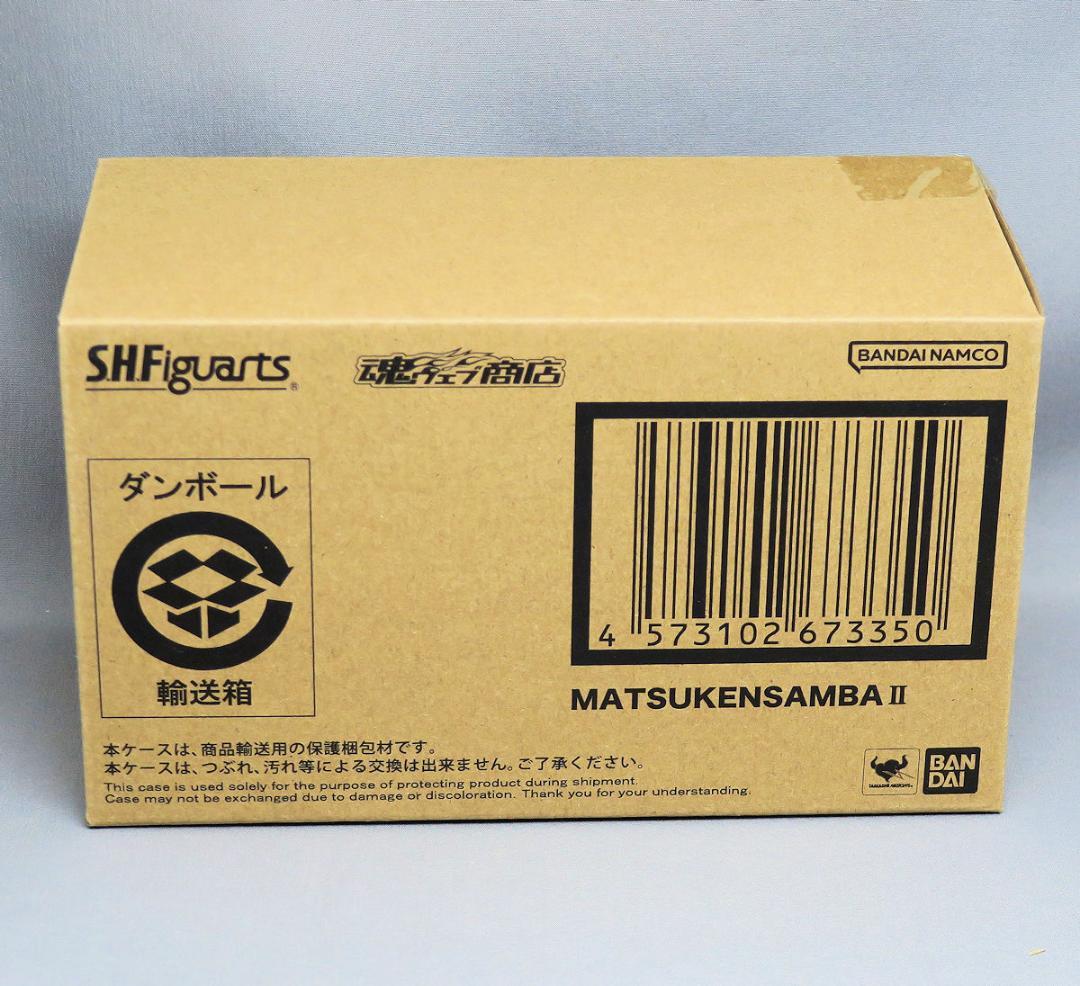 S.H.Figuarts®
魂ウェブ商店
BANDAI NAMCO
ダンボール
輸送箱
4 573102 673350
MATSUKENSAMBA II
本ケースは、商品輸送用の保護梱包材です。
本ケースは、つぶれ、汚れ等による交換は出来ません。ご了承ください。
This case is used solely for the purpose of protecting product during shipment.
Case may not be exchanged due to damage or discoloration. Thank you for your understanding.
TAMASHII NATIONS
BAN
DAI